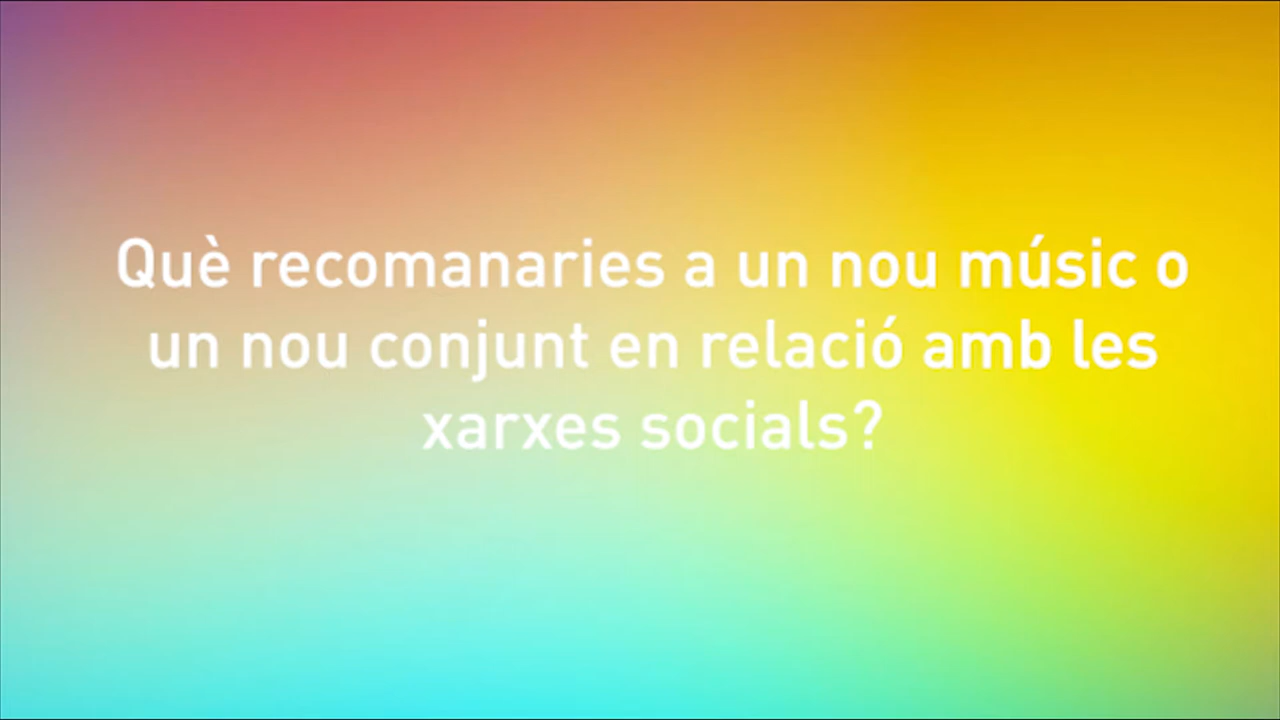 Què recomanaries a un nou músic o
un nou conjunt en relació amb les
xarxes socials?